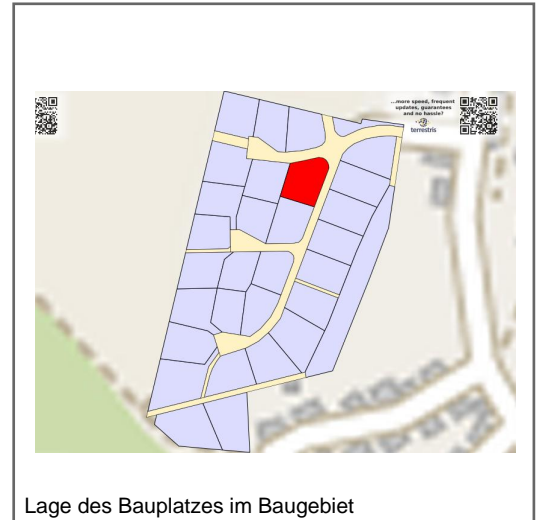 ...more speed, frequent
updates, guarantees
and no hassle?
terrestris
Lage des Bauplatzes im Baugebiet